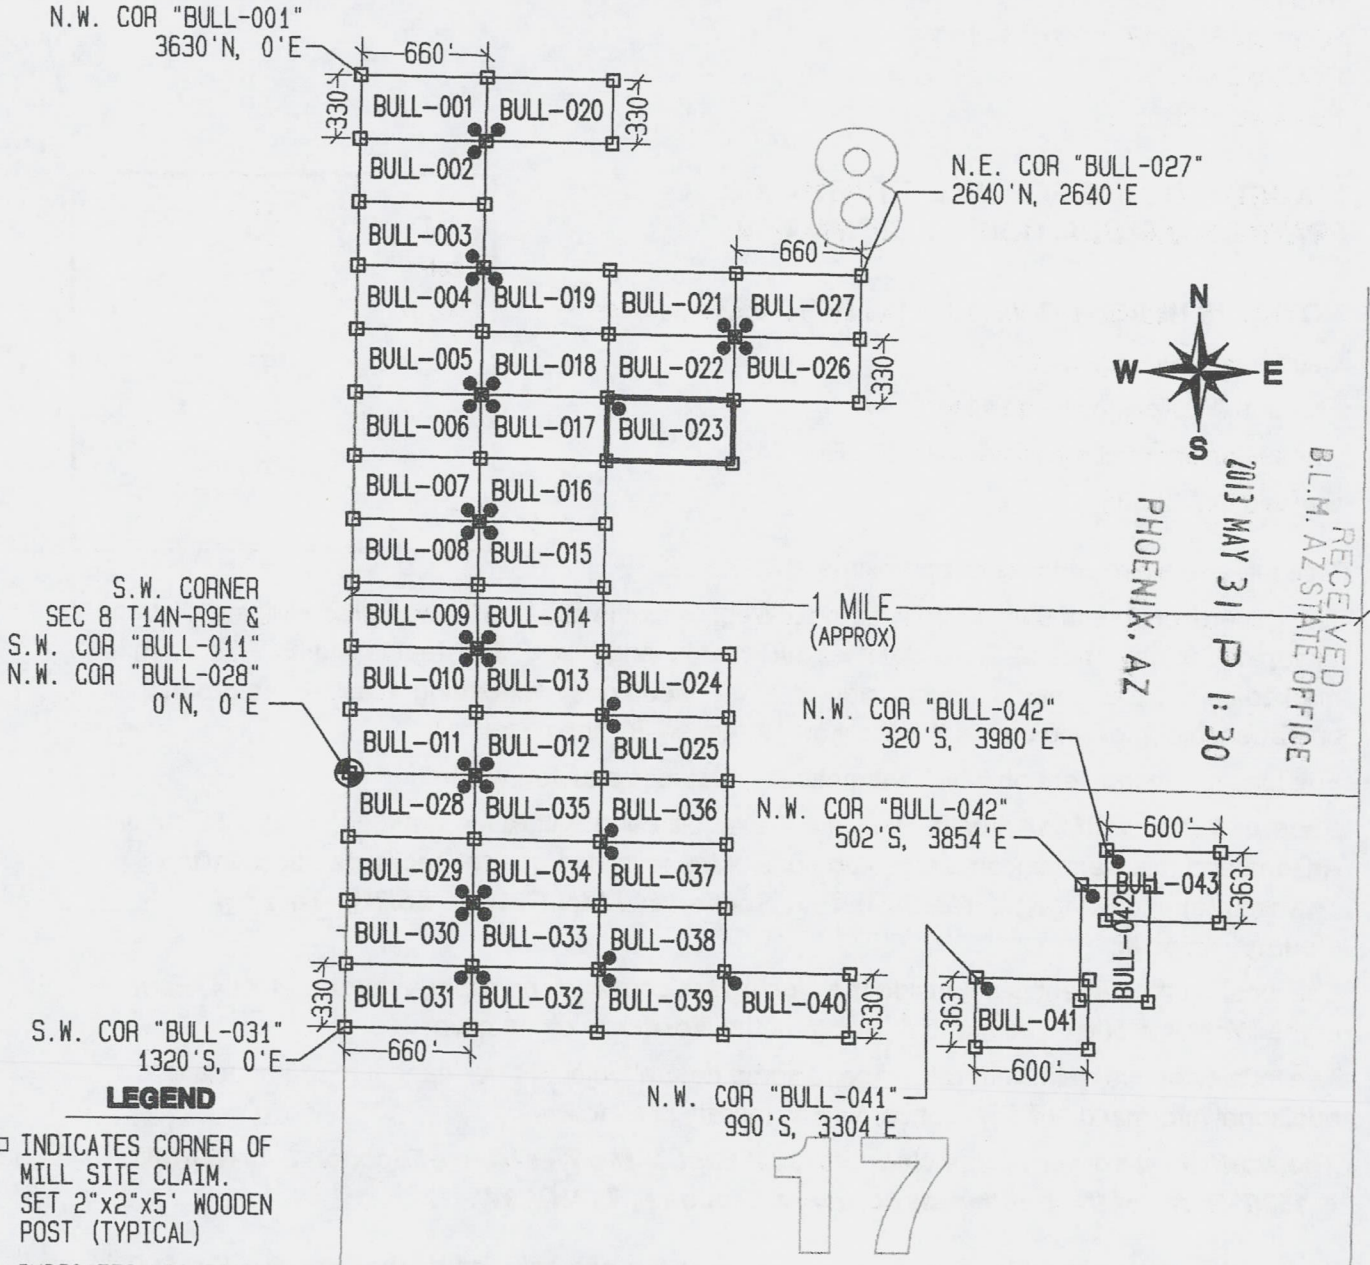 N.W. COR "BULL-001"
3630'N, 0'E
660'
330
BULL-001
BULL-020
330
BULL-002
8
N.E. COR "BULL-027"
2640'N, 2640'E
BULL-003
660'
BULL-004
BULL-019
BULL-021
BULL-027
N
W
E
S
BULL-005
BULL-018
BULL-022
BULL-026
330
BULL-006
BULL-017
BULL-023
BULL-007
BULL-016
BULL-008
BULL-015
RECEIVED
B.L.M. AZ STATE OFFICE
2013 MAY 31 P 1:30
PHOENIX, AZ
S.W. CORNER
SEC 8 T14N-R9E &
S.W. COR "BULL-011"
N.W. COR "BULL-028"
0'N, 0'E
BULL-009
BULL-014
1 MILE
(APPROX)
BULL-010
BULL-013
BULL-024
N.W. COR "BULL-042"
320'S, 3980'E
BULL-011
BULL-012
BULL-025
BULL-028
BULL-035
BULL-036
N.W. COR "BULL-042"
502'S, 3854'E
600'
BULL-029
BULL-034
BULL-037
BULL-043
363
BULL-042
BULL-030
BULL-033
BULL-038
330
BULL-031
BULL-032
BULL-039
BULL-040
330
363
BULL-041
S.W. COR "BULL-031"
1320'S, 0'E
660'
600'
N.W. COR "BULL-041"
990'S, 3304'E
17
LEGEND
INDICATES CORNER OF
MILL SITE CLAIM.
SET 2"x2"x5' WOODEN
POST (TYPICAL)